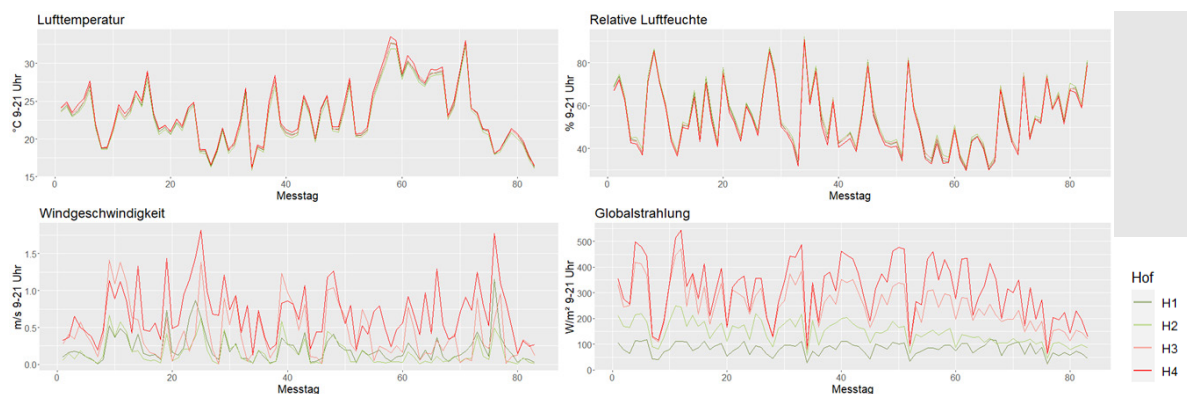 Lufttemperatur
°C 9-21 Uhr
30
25
20
15
0 20 40 60 80
Messtag
Relative Luftfeuchte
% 9-21 Uhr
80
60
40
0 20 40 60 80
Messtag
Windgeschwindigkeit
m/s 9-21 Uhr
1.5
1.0
0.5
0.0
0 20 40 60 80
Messtag
Globalstrahlung
W/m² 9-21 Uhr
500
400
300
200
100
0
0 20 40 60 80
Messtag
Hof
H1
H2
H3
H4